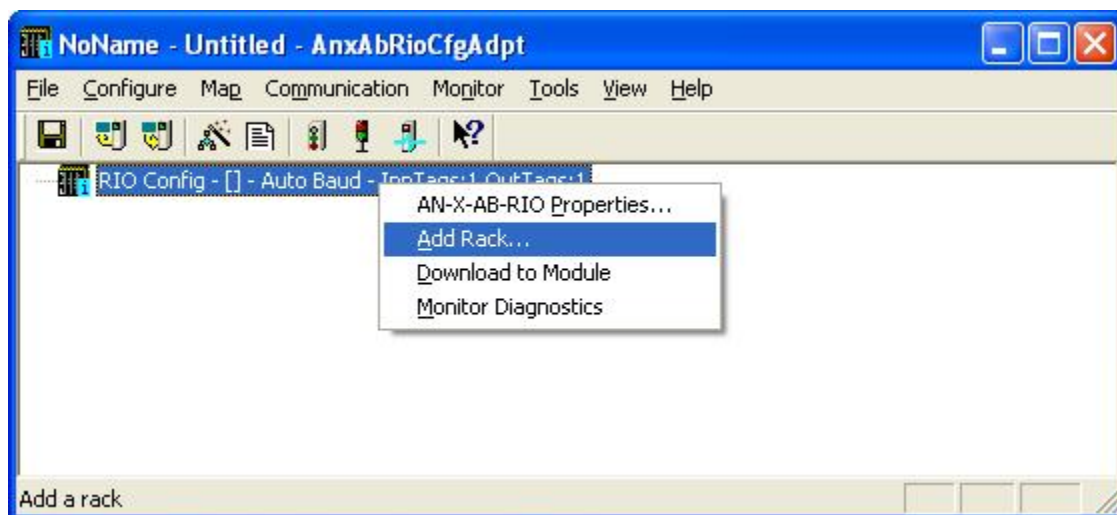 NoName - Untitled - AnxAbRioCfgAdpt
File Configure Map Communication Monitor Tools View Help
RIO Config - [] - Auto Baud - InpTags:1 OutTags:1
AN-X-AB-RIO Properties...
Add Rack...
Download to Module
Monitor Diagnostics
Add a rack